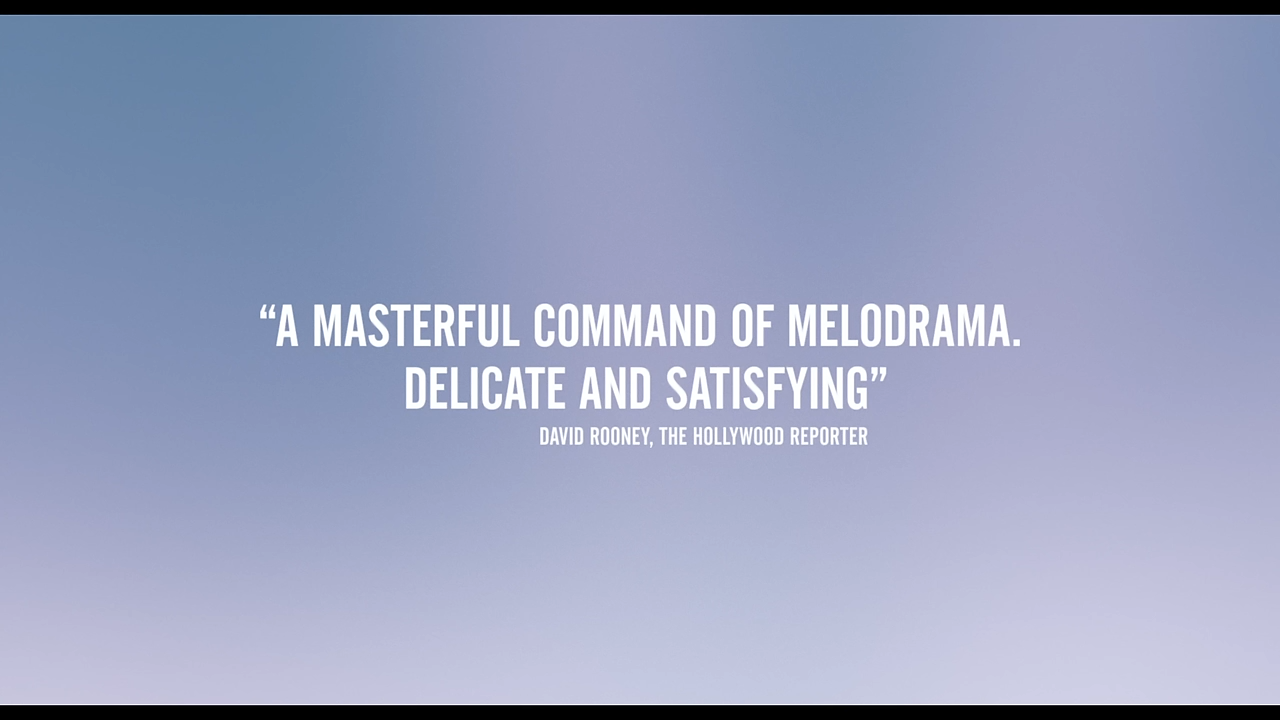 “A MASTERFUL COMMAND OF MELODRAMA.
DELICATE AND SATISFYING”
DAVID ROONEY, THE HOLLYWOOD REPORTER